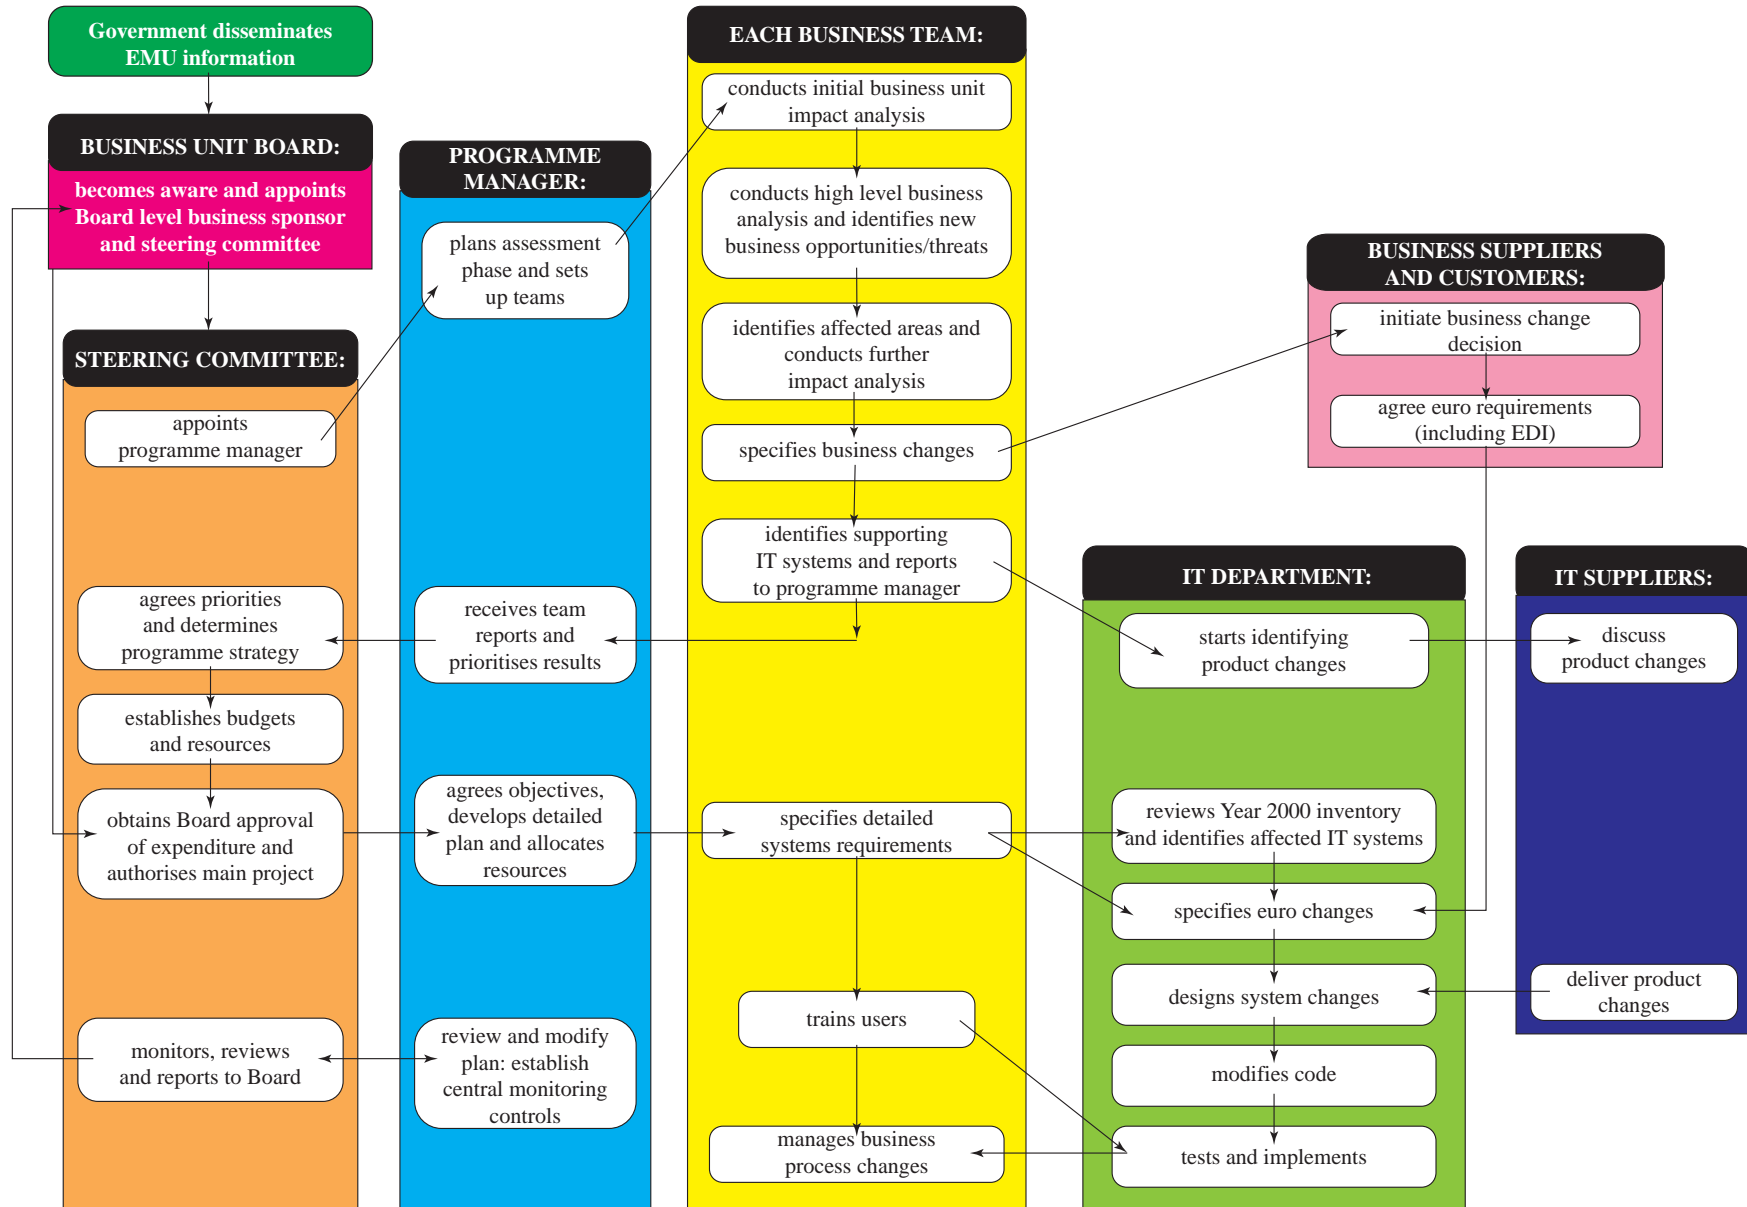 Government disseminates
EMU information
BUSINESS UNIT BOARD:
becomes aware and appoints
Board level business sponsor
and steering committee
STEERING COMMITTEE:
appoints
programme manager
agrees priorities
and determines
programme strategy
establishes budgets
and resources
obtains Board approval
of expenditure and
authorises main project
monitors, reviews
and reports to Board
PROGRAMME
MANAGER:
plans assessment
phase and sets
up teams
receives team
reports and
prioritises results
agrees objectives,
develops detailed
plan and allocates
resources
review and modify
plan: establish
central monitoring
controls
EACH BUSINESS TEAM:
conducts initial business unit
impact analysis
conducts high level business
analysis and identifies new
business opportunities/threats
identifies affected areas and
conducts further
impact analysis
specifies business changes
identifies supporting
IT systems and reports
to programme manager
specifies detailed
systems requirements
trains users
manages business
process changes
BUSINESS SUPPLIERS
AND CUSTOMERS:
initiate business change
decision
agree euro requirements
(including EDI)
IT DEPARTMENT:
starts identifying
product changes
reviews Year 2000 inventory
and identifies affected IT systems
specifies euro changes
designs system changes
modifies code
tests and implements
IT SUPPLIERS:
discuss
product changes
deliver product
changes